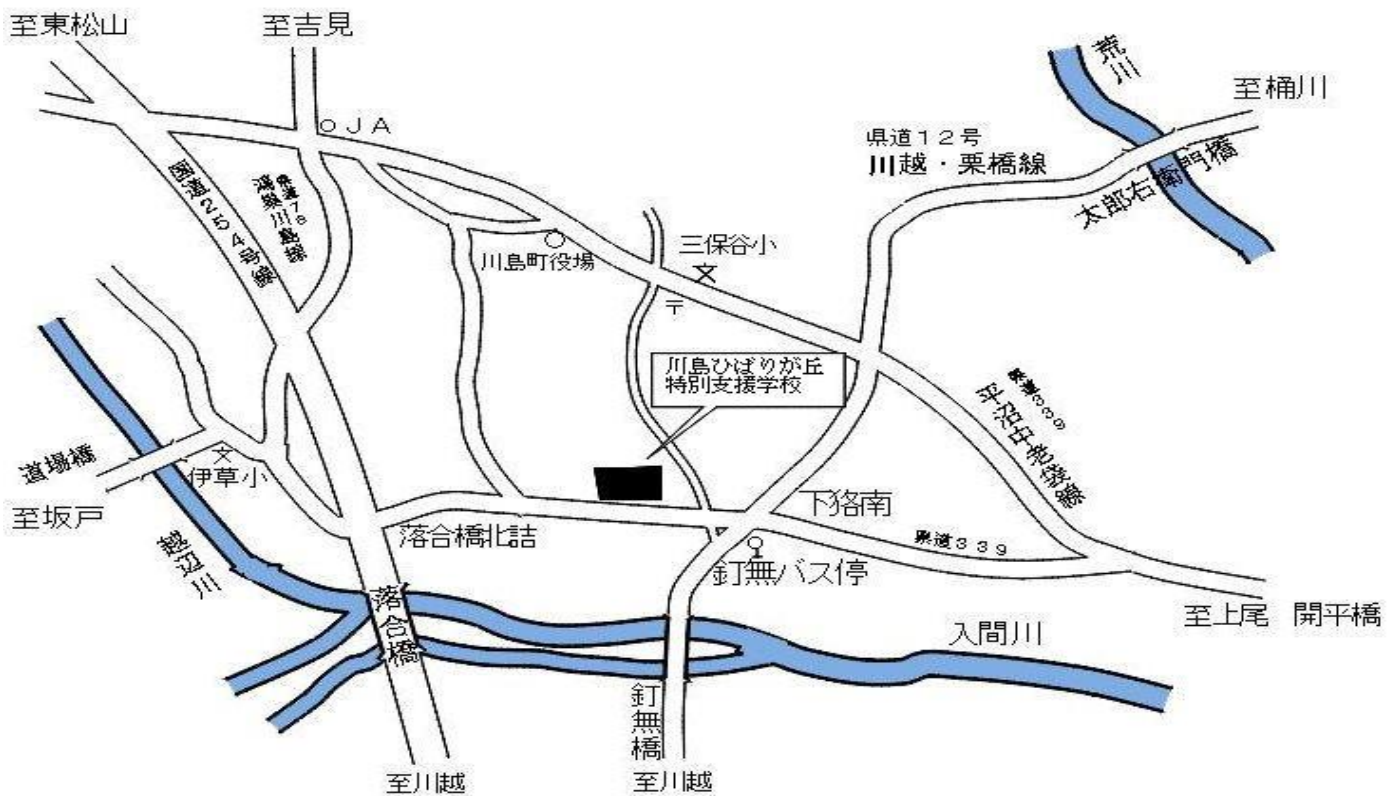 至東松山
至吉見
荒川
至桶川
○ＪＡ
県道１２号
川越・栗橋線
太郎右衛門橋
国道２５４号線
県道７８
鴻巣川島線
川島町役場
三保谷小
文
〒
川島ひばりが丘
特別支援学校
県道３３９
平沼中老袋線
道場橋
文
伊草小
至坂戸
越辺川
落合橋北詰
下狢南
県道３３９
釘無バス停
落合橋
至上尾　開平橋
入間川
釘無橋
至川越
至川越